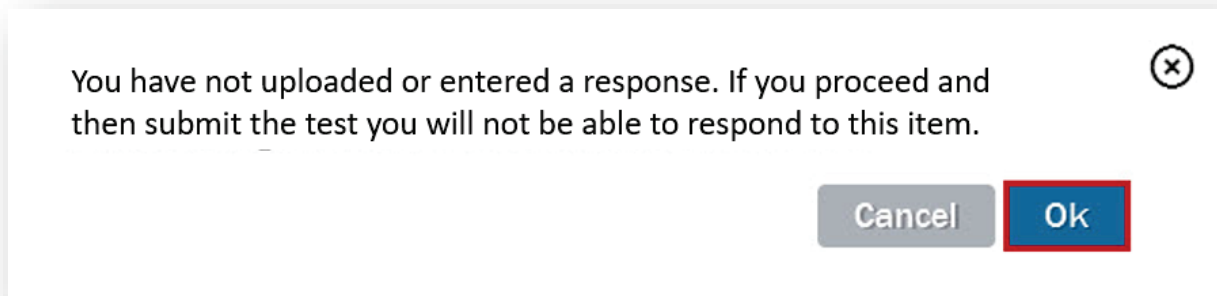 You have not uploaded or entered a response. If you proceed and
then submit the test you will not be able to respond to this item.
Cancel
Ok